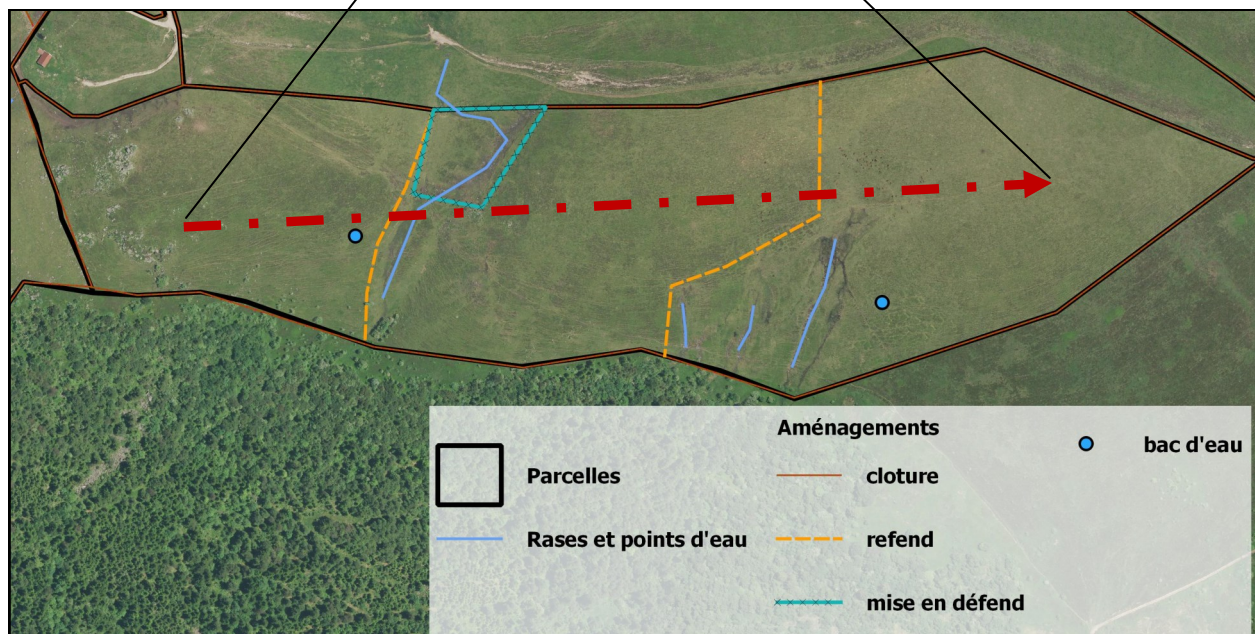 Aménagements
bac d'eau
Parcelles
cloture
Rases et points d'eau
refend
mise en défend